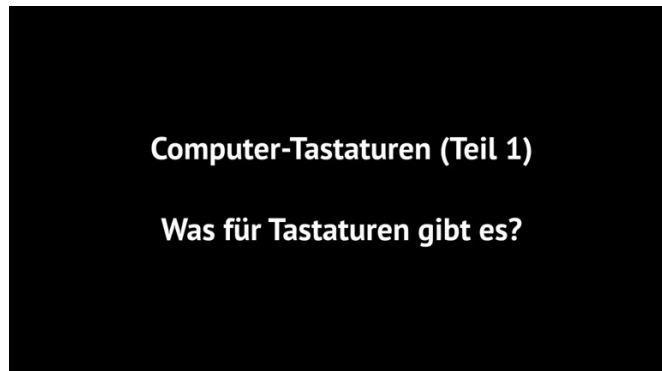 Computer-Tastaturen (Teil 1)
Was für Tastaturen gibt es?